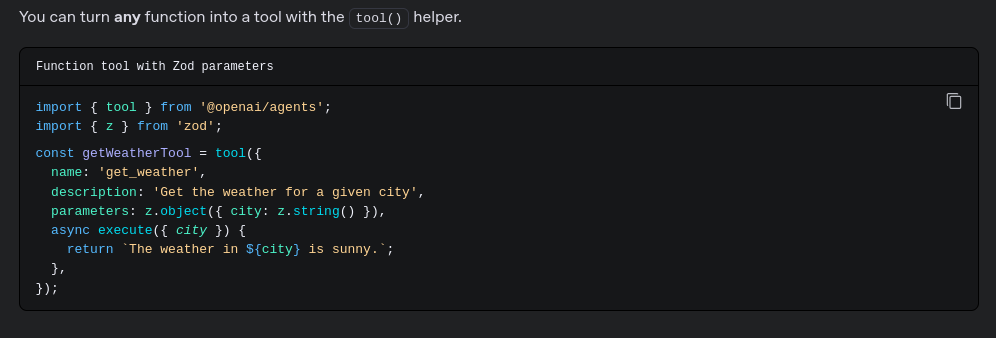 You can turn any function into a tool with the tool() helper.
Function tool with Zod parameters
import { tool } from '@openai/agents';
import { z } from 'zod';
const getWeatherTool = tool({
  name: 'get_weather',
  description: 'Get the weather for a given city',
  parameters: z.object({ city: z.string() }),
  async execute({ city }) {
    return `The weather in ${city} is sunny.`;
  },
});